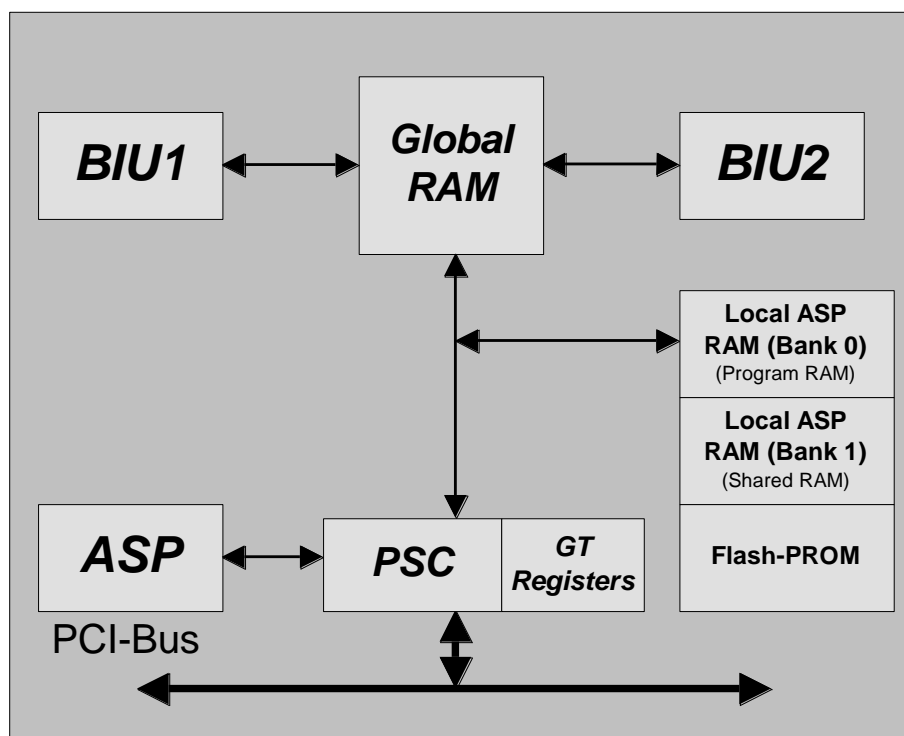 BIU1
Global
RAM
BIU2
Local ASP
RAM (Bank 0)
(Program RAM)
Local ASP
RAM (Bank 1)
(Shared RAM)
Flash-PROM
ASP
PSC
GT
Registers
PCI-Bus